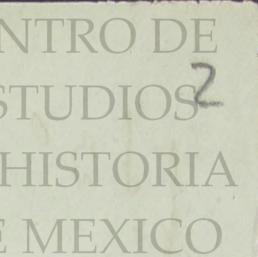 NTRO DE
STUDIOS
2
HISTORIA
E MEXICO